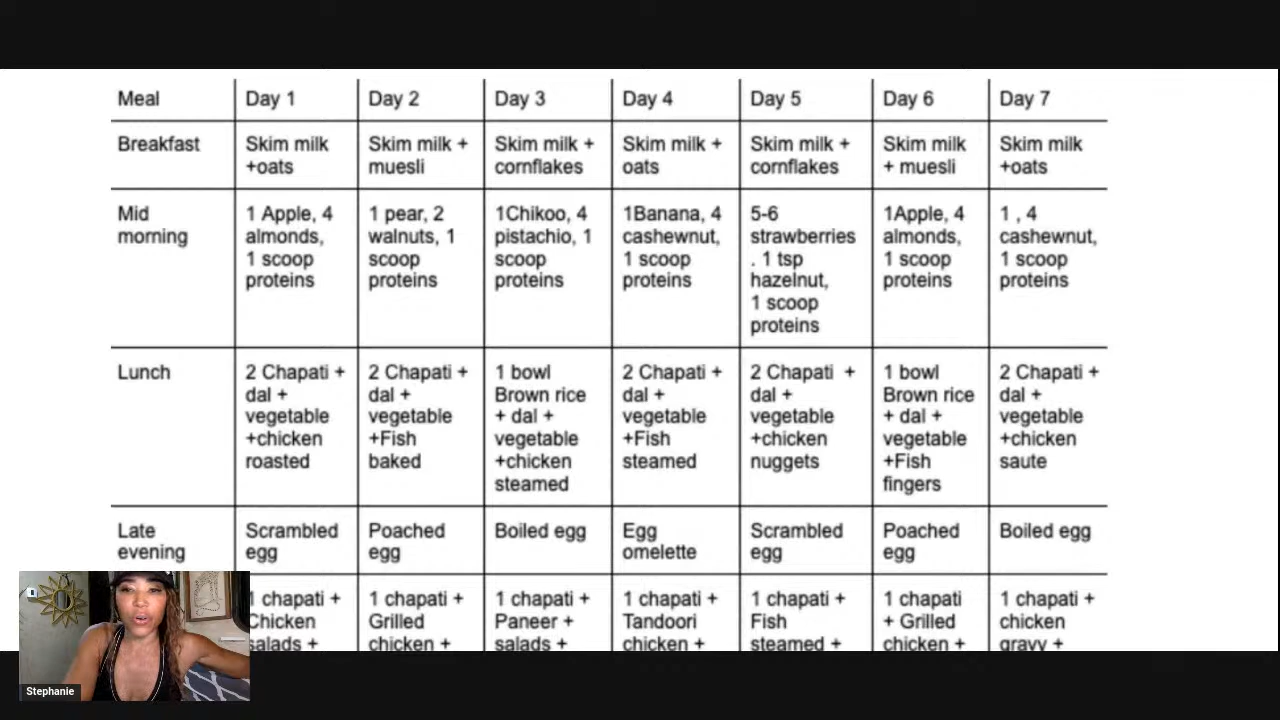 Meal Day 1 Day 2 Day 3 Day 4 Day 5 Day 6 Day 7
Breakfast
Skim milk
+oats
Skim milk +
muesli
Skim milk +
cornflakes
Skim milk +
oats
Skim milk +
cornflakes
Skim milk
+ muesli
Skim milk
+oats
Mid
morning
1 Apple, 4
almonds,
1 scoop
proteins
1 pear, 2
walnuts, 1
scoop
proteins
1Chikoo, 4
pistachio, 1
scoop
proteins
1Banana, 4
cashewnut,
1 scoop
proteins
5-6
strawberries
. 1 tsp
hazelnut,
1 scoop
proteins
1Apple, 4
almonds,
1 scoop
proteins
1 , 4
cashewnut,
1 scoop
proteins
Lunch
2 Chapati +
dal +
vegetable
+chicken
roasted
2 Chapati +
dal +
vegetable
+Fish
baked
1 bowl
Brown rice
+ dal +
vegetable
+chicken
steamed
2 Chapati +
dal +
vegetable
+Fish
steamed
2 Chapati +
dal +
vegetable
+chicken
nuggets
1 bowl
Brown rice
+ dal +
vegetable
+Fish
fingers
2 Chapati +
dal +
vegetable
+chicken
saute
Late
evening
Scrambled
egg
Poached
egg
Boiled egg
Egg
omelette
Scrambled
egg
Poached
egg
Boiled egg
1 chapati +
Chicken
salads +
1 chapati +
Grilled
chicken +
1 chapati +
Paneer +
salads +
1 chapati +
Tandoori
chicken +
1 chapati +
Fish
steamed +
1 chapati
+ Grilled
chicken +
1 chapati +
chicken
gravy +
Stephanie